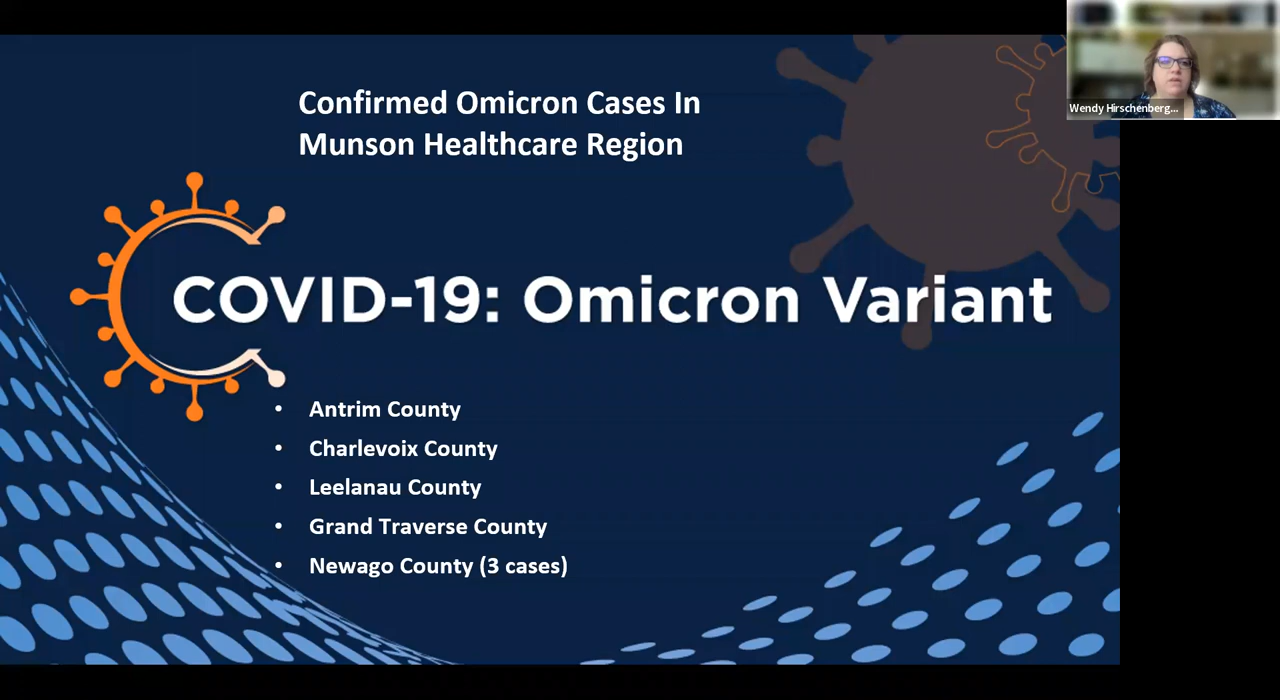 Confirmed Omicron Cases In
Munson Healthcare Region
COVID-19: Omicron Variant
• Antrim County
• Charlevoix County
• Leelanau County
• Grand Traverse County
• Newago County (3 cases)
Wendy Hirschenberg...